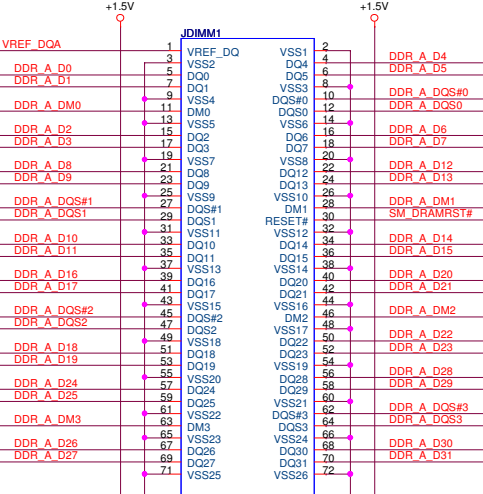 +1.5V +1.5V
JDIMM1
VREF_DQA 1 VREF_DQ VSS1 2
3 VSS2 DQ4 4 DDR_A_D4
DDR_A_D0 5 DQ0 DQ5 6 DDR_A_D5
DDR_A_D1 7 DQ1 VSS3 8
9 VSS4 DQS#0 10 DDR_A_DQS#0
DDR_A_DM0 11 DM0 DQS0 12 DDR_A_DQS0
13 VSS5 VSS6 14
DDR_A_D2 15 DQ2 DQ6 16 DDR_A_D6
DDR_A_D3 17 DQ3 DQ7 18 DDR_A_D7
19 VSS7 VSS8 20
DDR_A_D8 21 DQ8 DQ12 22 DDR_A_D12
DDR_A_D9 23 DQ9 DQ13 24 DDR_A_D13
25 VSS9 VSS10 26
DDR_A_DQS#1 27 DQS#1 DM1 28 DDR_A_DM1
DDR_A_DQS1 29 DQS1 RESET# 30 SM_DRAMRST#
31 VSS11 VSS12 32
DDR_A_D10 33 DQ10 DQ14 34 DDR_A_D14
DDR_A_D11 35 DQ11 DQ15 36 DDR_A_D15
37 VSS13 VSS14 38
DDR_A_D16 39 DQ16 DQ20 40 DDR_A_D20
DDR_A_D17 41 DQ17 DQ21 42 DDR_A_D21
43 VSS15 VSS16 44
DDR_A_DQS#2 45 DQS#2 DM2 46 DDR_A_DM2
DDR_A_DQS2 47 DQS2 VSS17 48
49 VSS18 DQ22 50 DDR_A_D22
DDR_A_D18 51 DQ18 DQ23 52 DDR_A_D23
DDR_A_D19 53 DQ19 VSS19 54
55 VSS20 DQ28 56 DDR_A_D28
DDR_A_D24 57 DQ24 DQ29 58 DDR_A_D29
DDR_A_D25 59 DQ25 VSS21 60
61 VSS22 DQS#3 62 DDR_A_DQS#3
DDR_A_DM3 63 DM3 DQS3 64 DDR_A_DQS3
65 VSS23 VSS24 66
DDR_A_D26 67 DQ26 DQ30 68 DDR_A_D30
DDR_A_D27 69 DQ27 DQ31 70 DDR_A_D31
71 VSS25 VSS26 72